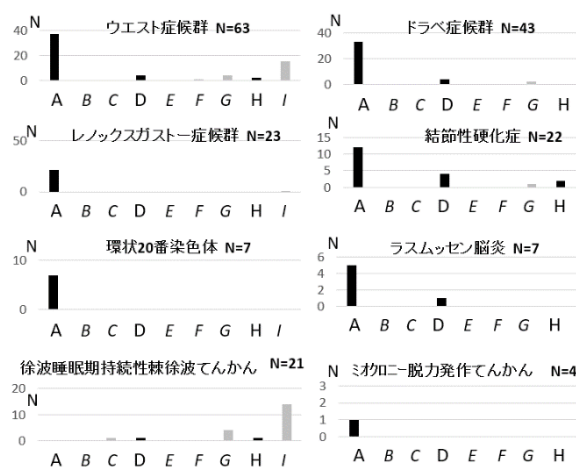 ウエスト症候群 N=63
N
40
20
0
A B C D E F G H I
ドラベ症候群 N=43
N
40
20
0
A B C D E F G H
レノックスガストー症候群 N=23
N
50
0
A B C D E F G H I
結節性硬化症 N=22
N
15
10
5
0
A B C D E F G H
環状20番染色体 N=7
N
10
0
A B C D E F G H I
ラスムッセン脳炎 N=7
N
6
4
2
0
A B C D E F G H
徐波睡眠期持続性棘徐波てんかん N=21
N
20
10
0
A B C D E F G H I
ミオクロニー脱力発作てんかん N=4
N
3
2
1
0
A B C D E F G H